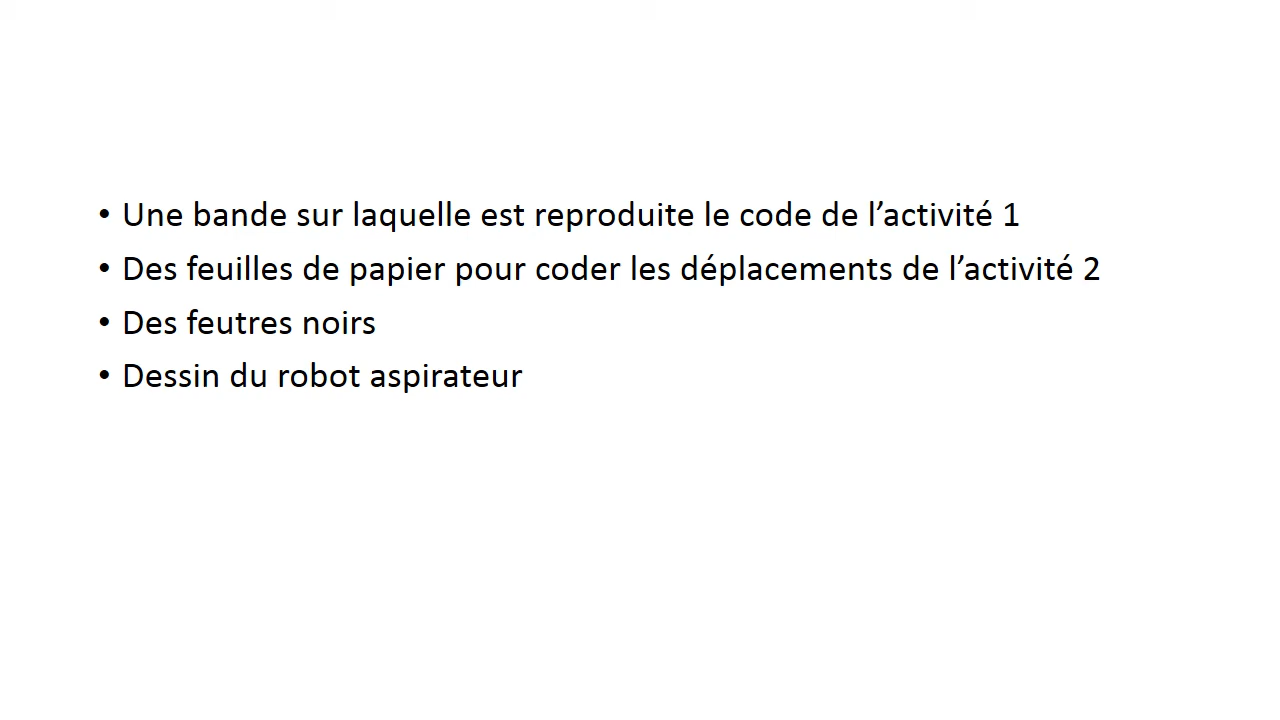 • Une bande sur laquelle est reproduite le code de l’activité 1
• Des feuilles de papier pour coder les déplacements de l’activité 2
• Des feutres noirs
• Dessin du robot aspirateur